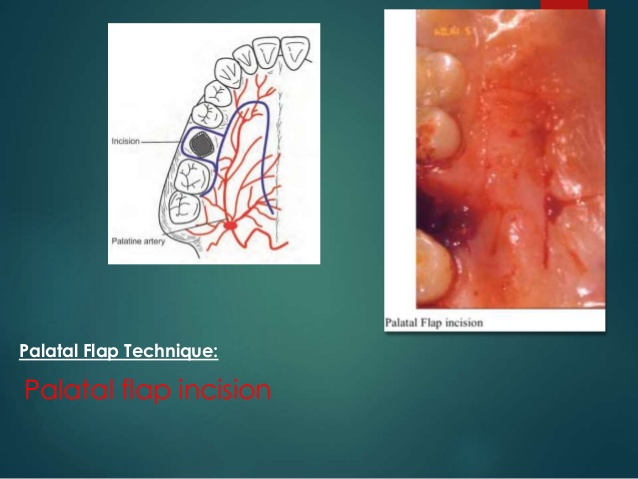 Incision
Palatine artery
Palatal Flap incision
Palatal Flap Technique:
Palatal flap incision